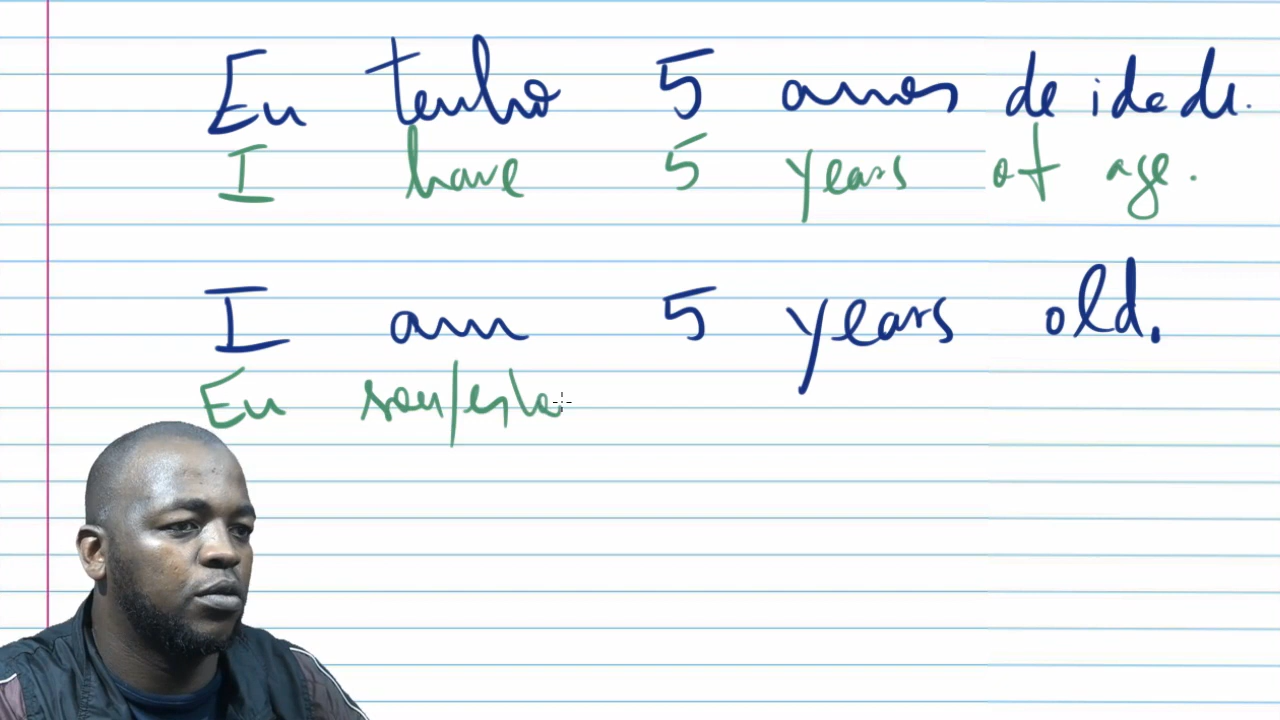 Eu tenho 5 anos de idade.
I have 5 years of age.
I am 5 years old.
Eu sou/esto